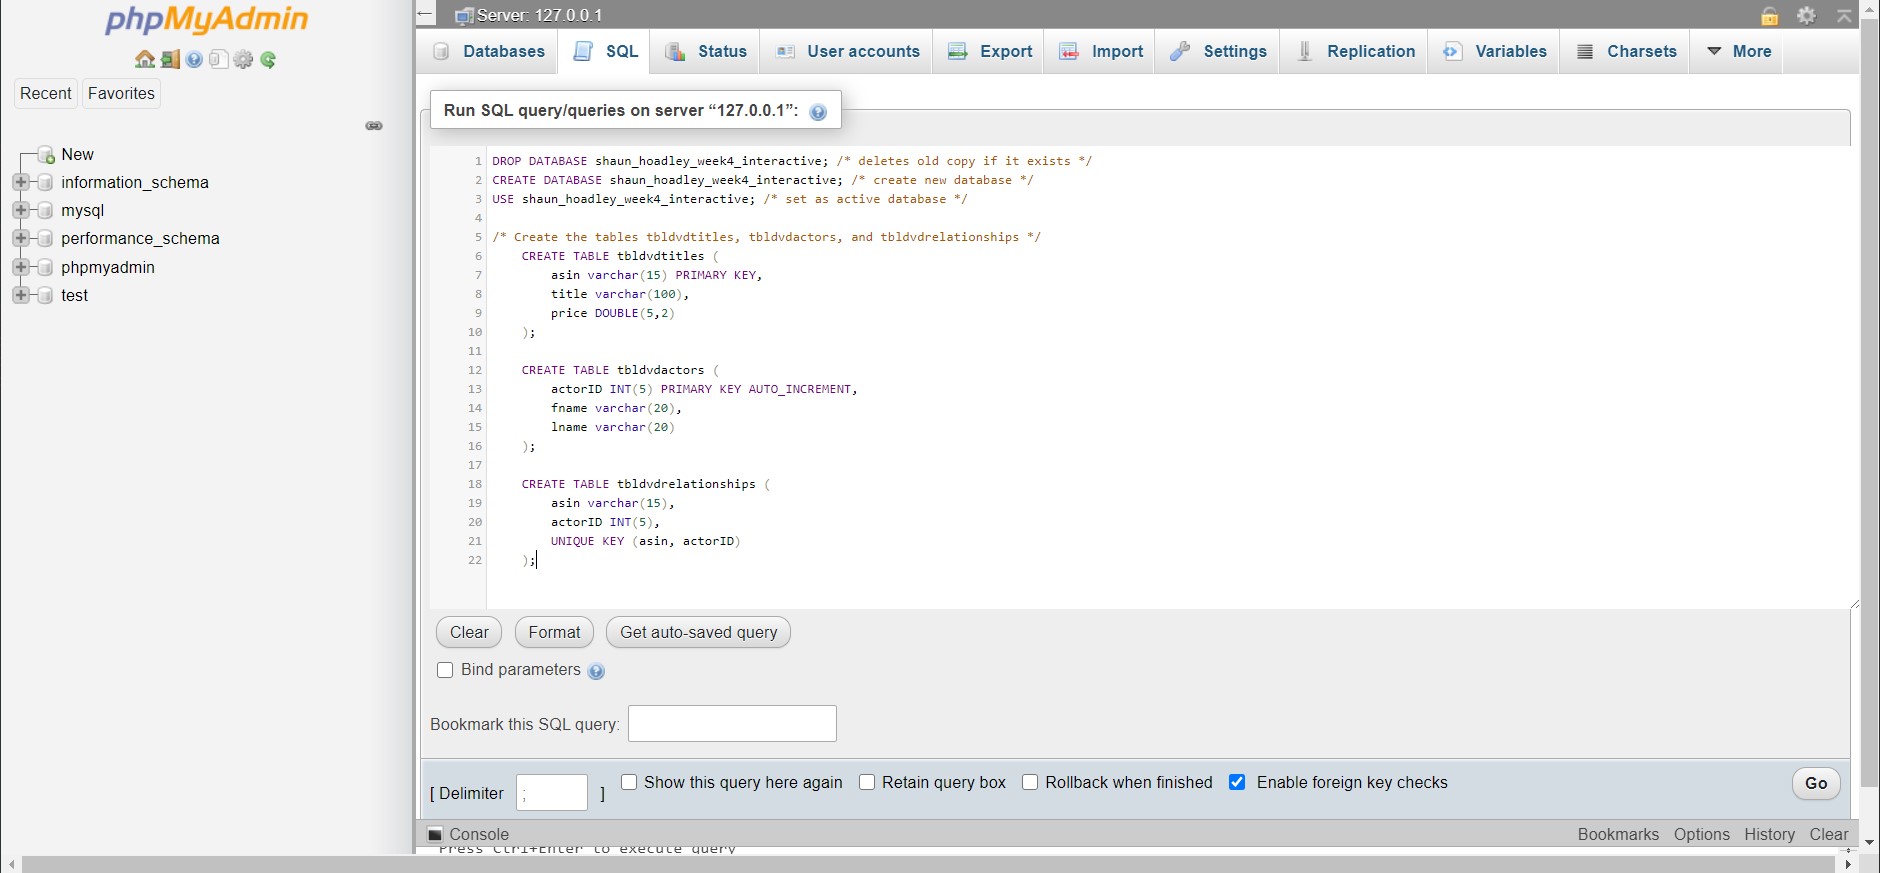 phpMyAdmin
Recent Favorites
New
information_schema
mysql
performance_schema
phpmyadmin
test
Server: 127.0.0.1
Databases SQL Status User accounts Export Import Settings Replication Variables Charsets More
Run SQL query/queries on server “127.0.0.1”:
1 DROP DATABASE shaun_hoadley_week4_interactive; /* deletes old copy if it exists */
2 CREATE DATABASE shaun_hoadley_week4_interactive; /* create new database */
3 USE shaun_hoadley_week4_interactive; /* set as active database */
4
5 /* Create the tables tbldvdtitles, tbldvdactors, and tbldvdrelationships */
6 CREATE TABLE tbldvdtitles (
7 asin varchar(15) PRIMARY KEY,
8 title varchar(100),
9 price DOUBLE(5,2)
10 );
11
12 CREATE TABLE tbldvdactors (
13 actorID INT(5) PRIMARY KEY AUTO_INCREMENT,
14 fname varchar(20),
15 lname varchar(20)
16 );
17
18 CREATE TABLE tbldvdrelationships (
19 asin varchar(15),
20 actorID INT(5),
21 UNIQUE KEY (asin, actorID)
22 );
Clear Format Get auto-saved query
Bind parameters
Bookmark this SQL query:
[ Delimiter ; ] Show this query here again Retain query box Rollback when finished Enable foreign key checks Go
Console Bookmarks Options History Clear
Press Ctrl+Enter to execute query